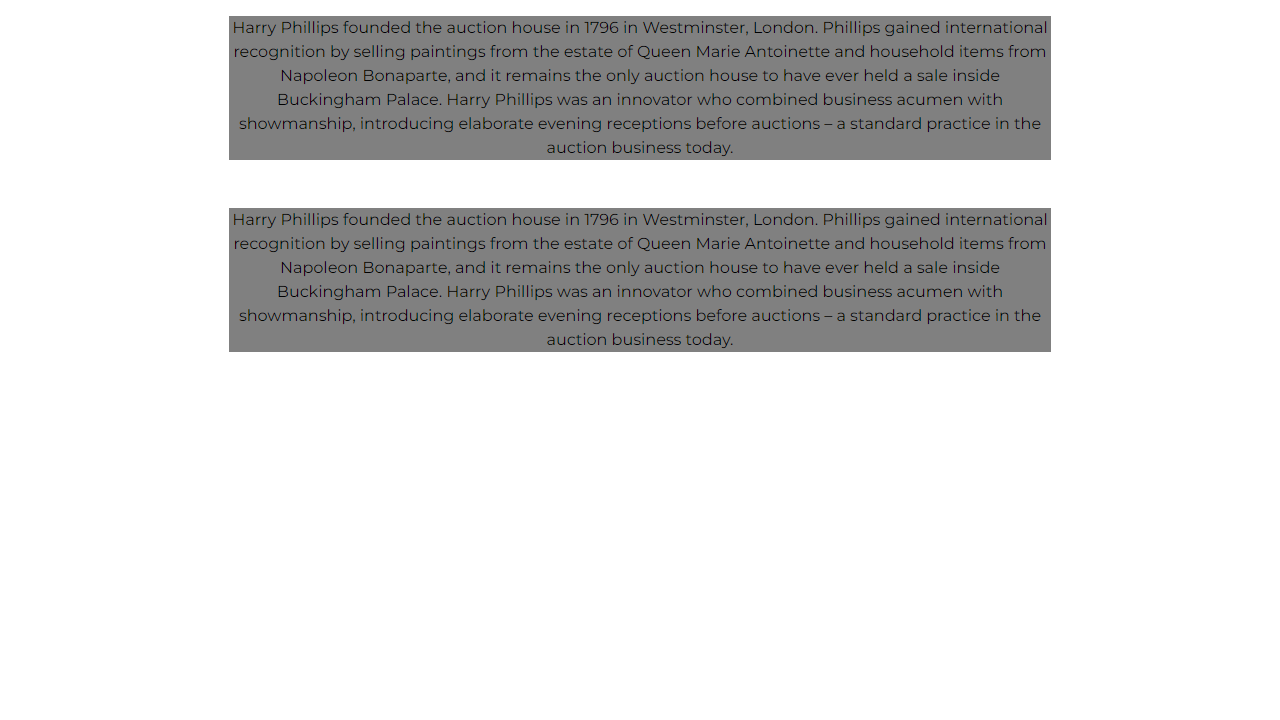 Harry Phillips founded the auction house in 1796 in Westminster, London. Phillips gained international
recognition by selling paintings from the estate of Queen Marie Antoinette and household items from
Napoleon Bonaparte, and it remains the only auction house to have ever held a sale inside
Buckingham Palace. Harry Phillips was an innovator who combined business acumen with
showmanship, introducing elaborate evening receptions before auctions – a standard practice in the
auction business today.
Harry Phillips founded the auction house in 1796 in Westminster, London. Phillips gained international
recognition by selling paintings from the estate of Queen Marie Antoinette and household items from
Napoleon Bonaparte, and it remains the only auction house to have ever held a sale inside
Buckingham Palace. Harry Phillips was an innovator who combined business acumen with
showmanship, introducing elaborate evening receptions before auctions – a standard practice in the
auction business today.